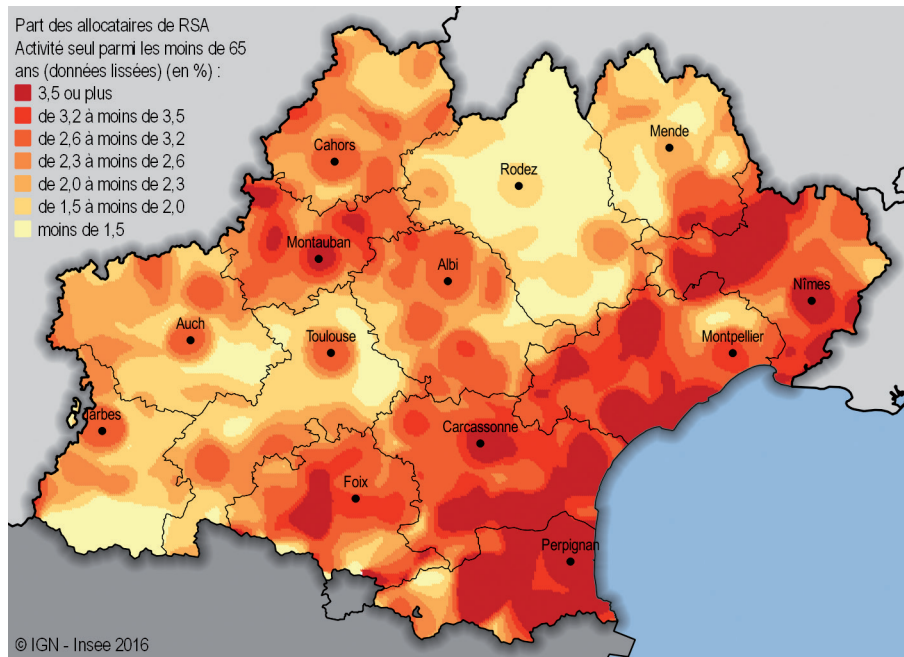 Part des allocataires de RSA
Activité seul parmi les moins de 65
ans (données lissées) (en %) :
3,5 ou plus
de 3,2 à moins de 3,5
de 2,6 à moins de 3,2
de 2,3 à moins de 2,6
de 2,0 à moins de 2,3
de 1,5 à moins de 2,0
moins de 1,5
Cahors
Mende
Rodez
Montauban
Albi
Nîmes
Auch
Toulouse
Montpellier
Tarbes
Carcassonne
Foix
Perpignan
© IGN - Insee 2016